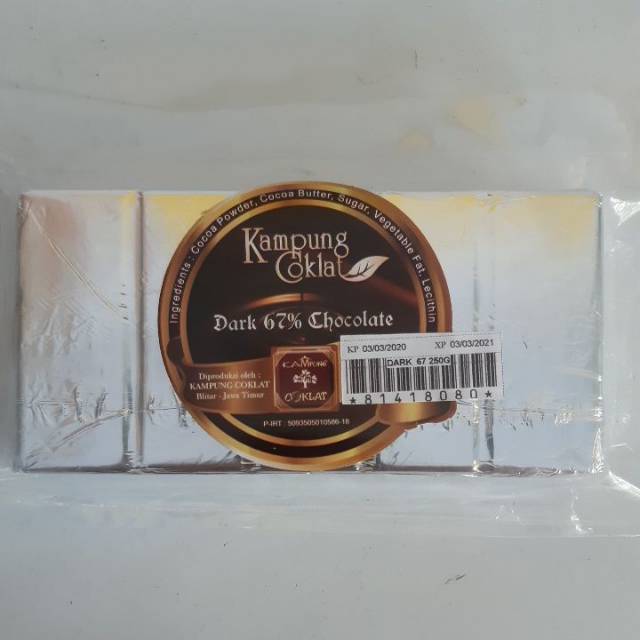 Ingredients : Cocoa Powder, Cocoa Butter, Sugar, Vegetable Fat, Lecithin
Kampung
Coklat
Dark 67% Chocolate
KP 03/03/2020 XP 03/03/2021
DARK 67 250G
*81418080*
Diproduksi oleh :
KAMPUNG COKLAT
Blitar - Jawa Timur
KAMPUNG
COKLAT
P-IRT : 5093505010586-18